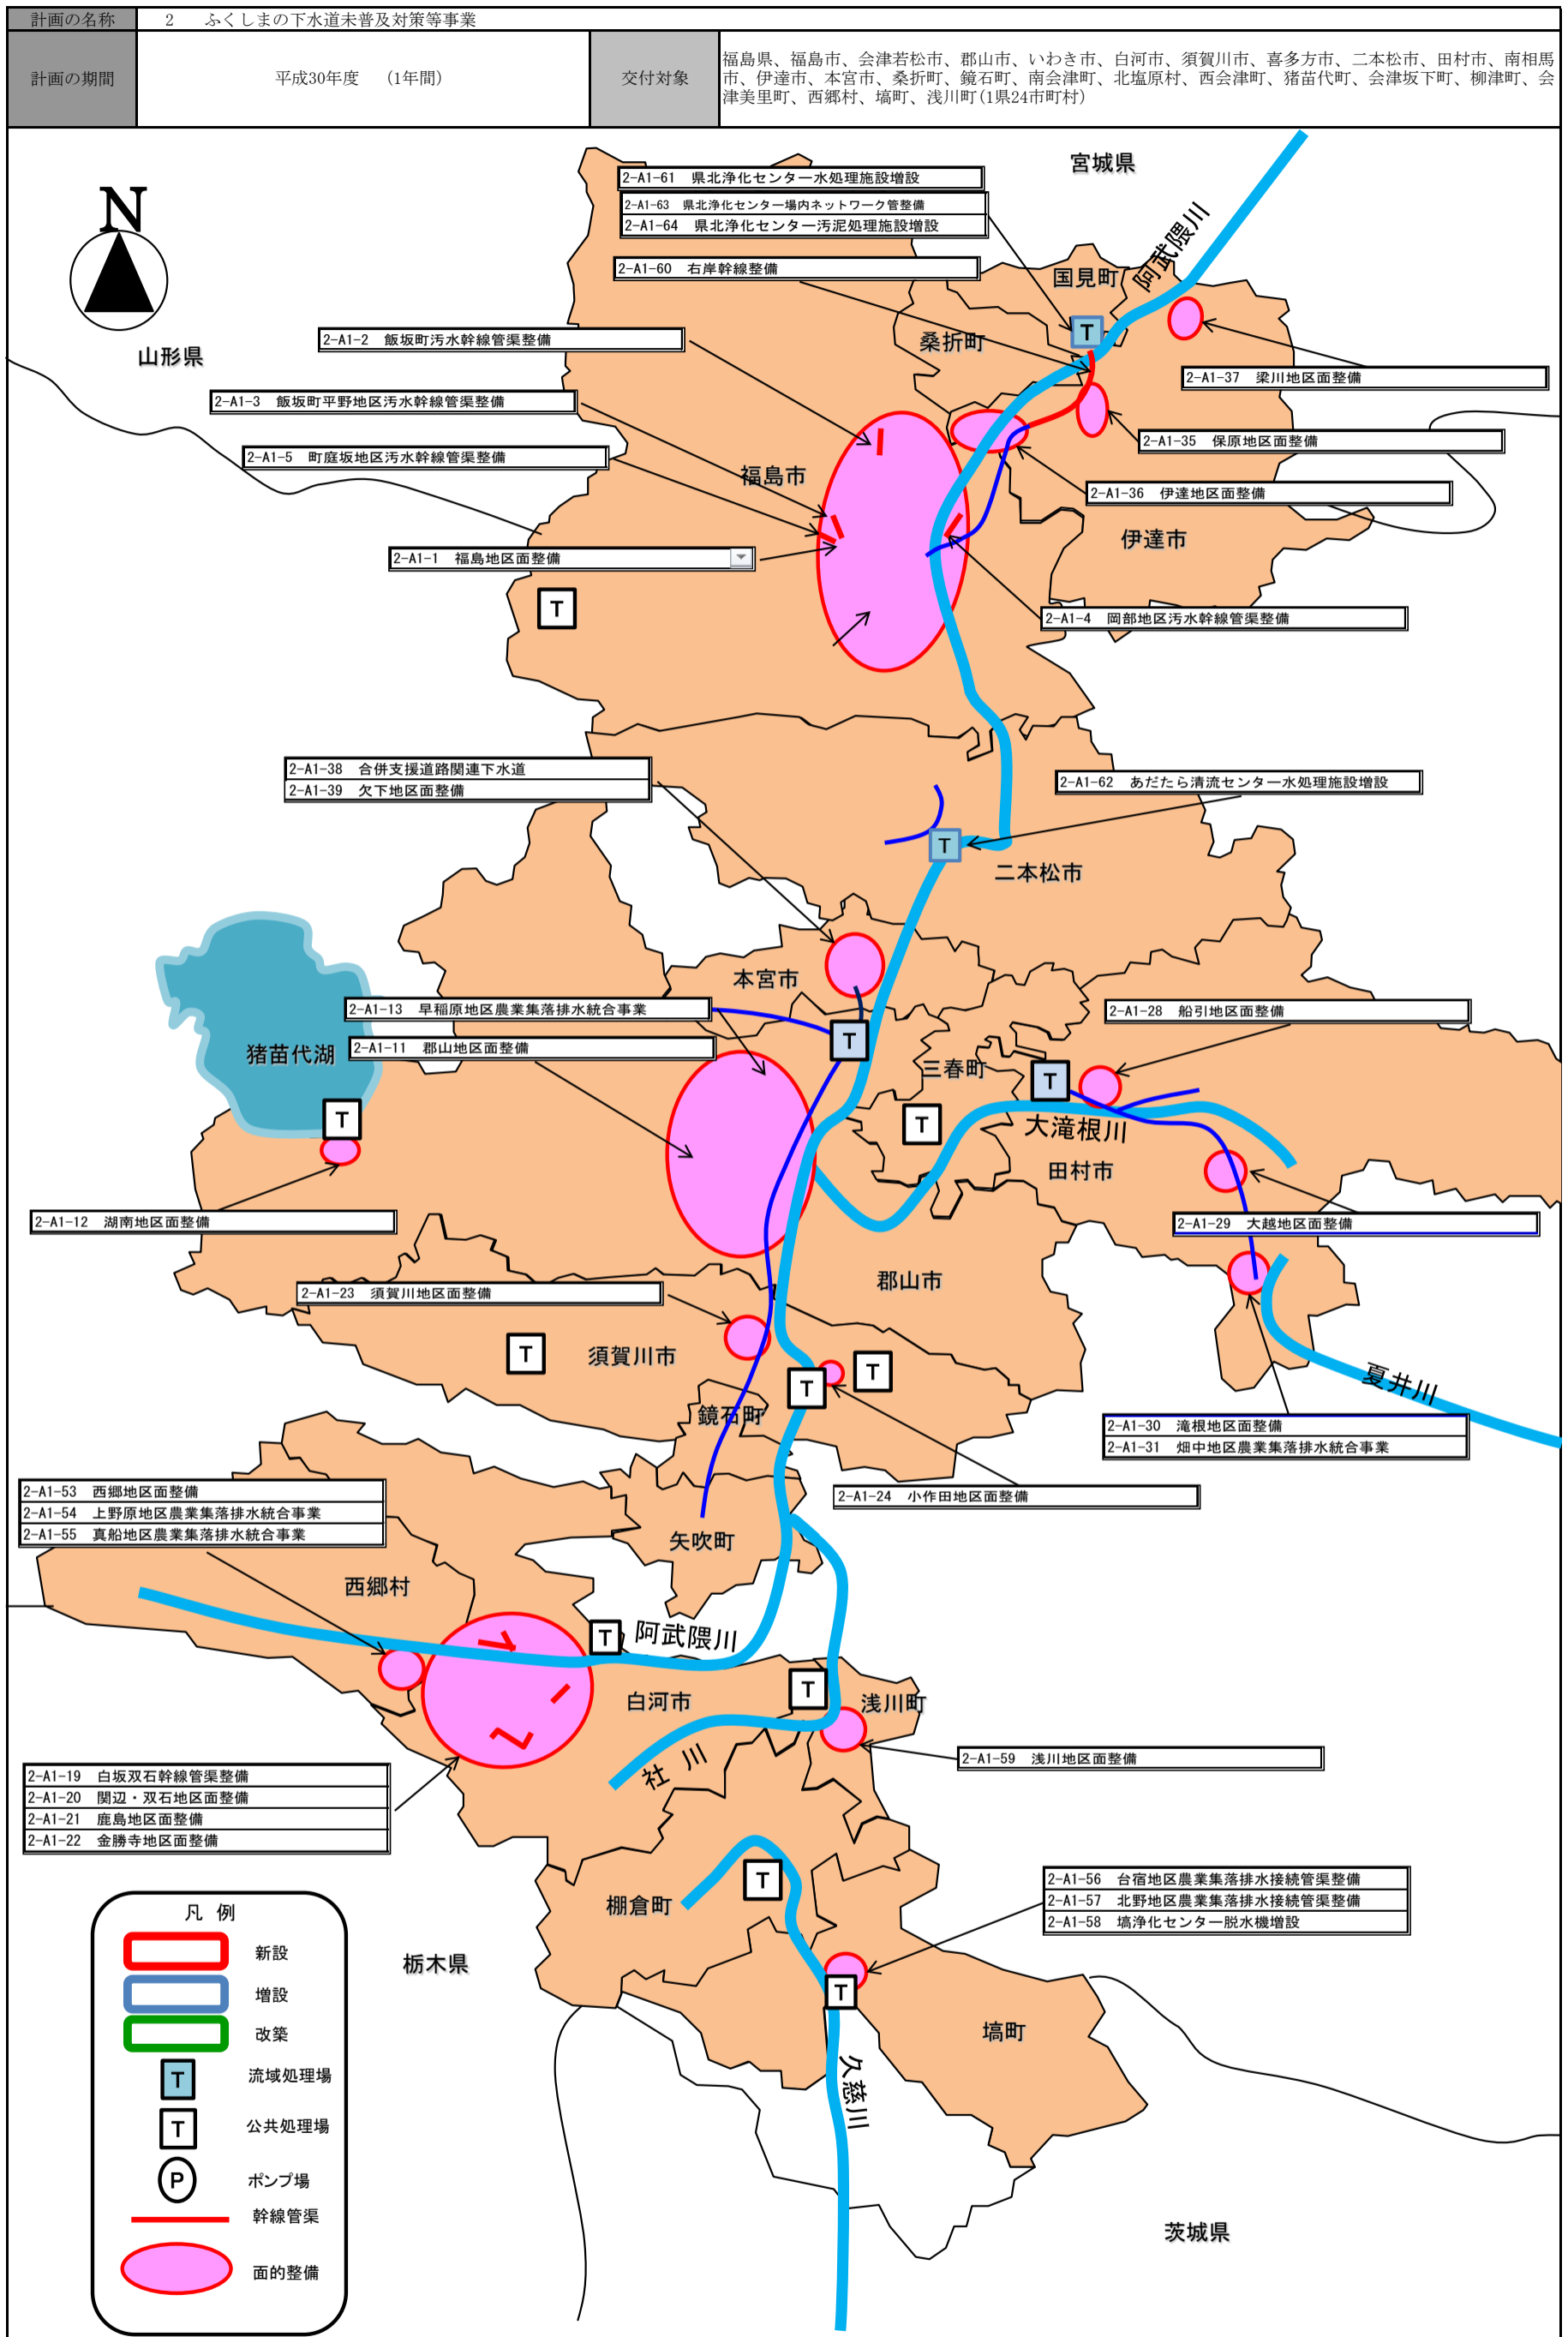 計画の名称
2 ふくしまの下水道未普及対策等事業
計画の期間
平成30年度 （1年間）
交付対象
福島県、福島市、会津若松市、郡山市、いわき市、白河市、須賀川市、喜多方市、二本松市、田村市、南相馬
市、伊達市、本宮市、桑折町、鏡石町、南会津町、北塩原村、西会津町、猪苗代町、会津坂下町、柳津町、会
津美里町、西郷村、塙町、浅川町(1県24市町村)
宮城県
2-A1-61 県北浄化センター水処理施設増設
2-A1-63 県北浄化センター場内ネットワーク管整備
2-A1-64 県北浄化センター汚泥処理施設増設
N
阿武隈川
2-A1-60 右岸幹線整備
国見町
T
桑折町
2-A1-2 飯坂町汚水幹線管渠整備
山形県
2-A1-37 梁川地区面整備
2-A1-3 飯坂町平野地区汚水幹線管渠整備
2-A1-35 保原地区面整備
2-A1-5 町庭坂地区汚水幹線管渠整備
福島市
2-A1-36 伊達地区面整備
伊達市
2-A1-1 福島地区面整備
T
2-A1-4 岡部地区汚水幹線管渠整備
2-A1-38 合併支援道路関連下水道
2-A1-39 欠下地区面整備
2-A1-62 あだたら清流センター水処理施設増設
T
二本松市
本宮市
2-A1-13 早稲原地区農業集落排水統合事業
2-A1-28 船引地区面整備
T
2-A1-11 郡山地区面整備
猪苗代湖
三春町
T
T
T
大滝根川
田村市
2-A1-12 湖南地区面整備
2-A1-29 大越地区面整備
郡山市
2-A1-23 須賀川地区面整備
T
須賀川市
T
T
夏井川
鏡石町
2-A1-30 滝根地区面整備
2-A1-31 畑中地区農業集落排水統合事業
2-A1-53 西郷地区面整備
2-A1-54 上野原地区農業集落排水統合事業
2-A1-55 真船地区農業集落排水統合事業
2-A1-24 小作田地区面整備
矢吹町
西郷村
T
阿武隈川
T
白河市
浅川町
社川
2-A1-59 浅川地区面整備
2-A1-19 白坂双石幹線管渠整備
2-A1-20 関辺・双石地区面整備
2-A1-21 鹿島地区面整備
2-A1-22 金勝寺地区面整備
T
棚倉町
2-A1-56 台宿地区農業集落排水接続管渠整備
2-A1-57 北野地区農業集落排水接続管渠整備
2-A1-58 塙浄化センター脱水機増設
栃木県
T
塙町
久慈川
茨城県
凡 例
新設
増設
改築
T 流域処理場
T 公共処理場
P ポンプ場
幹線管渠
面的整備